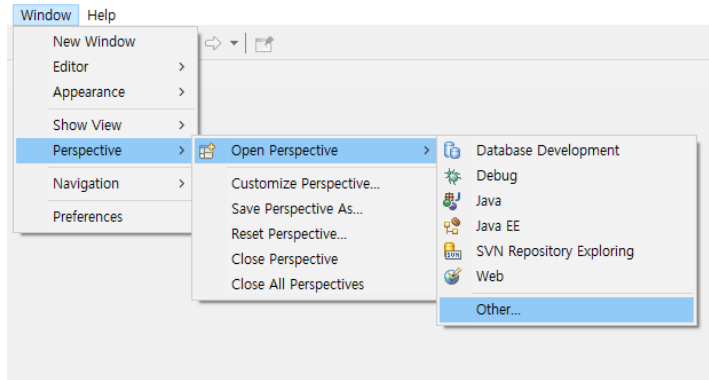 Window Help
New Window
Editor
Appearance
Show View
Perspective
Navigation
Preferences
Open Perspective
Customize Perspective...
Save Perspective As...
Reset Perspective...
Close Perspective
Close All Perspectives
Database Development
Debug
Java
Java EE
SVN Repository Exploring
Web
Other...